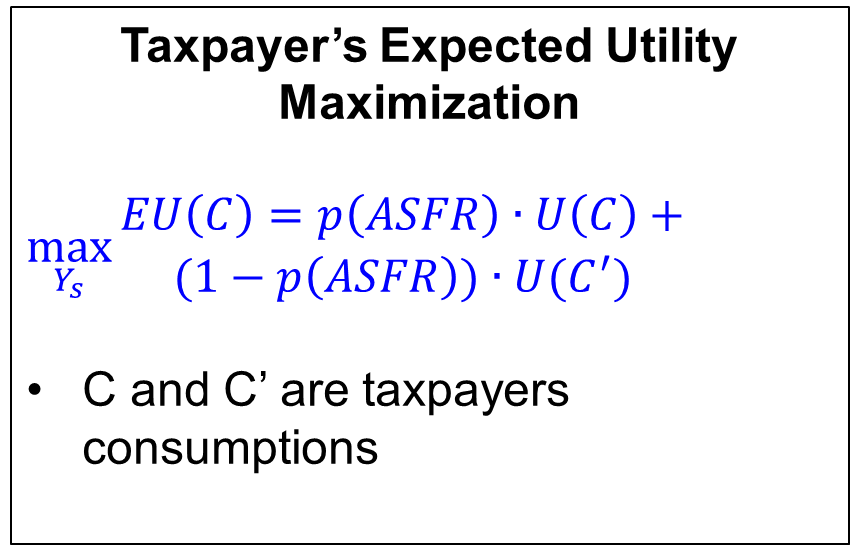 Taxpayer’s Expected Utility
Maximization
EU(C) = p(ASFR) ∙ U(C) +
max
Yₛ
(1 − p(ASFR)) ∙ U(C′)
• C and C’ are taxpayers
consumptions